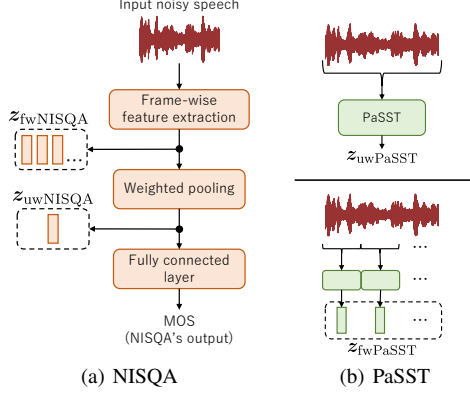 Input noisy speech
Frame-wise
feature extraction
z_fwNISQA
...
Weighted pooling
z_uwNISQA
Fully connected
layer
MOS
(NISQA's output)
(a) NISQA
PaSST
z_uwPaSST
...
...
...
z_fwPaSST
(b) PaSST